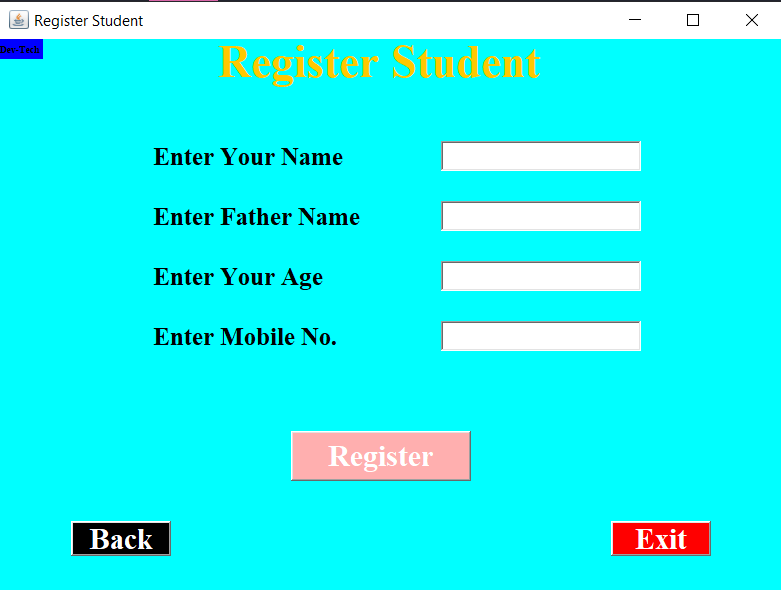 Register Student
Dev-Tech
Register Student
Enter Your Name
Enter Father Name
Enter Your Age
Enter Mobile No.
Register
Back
Exit